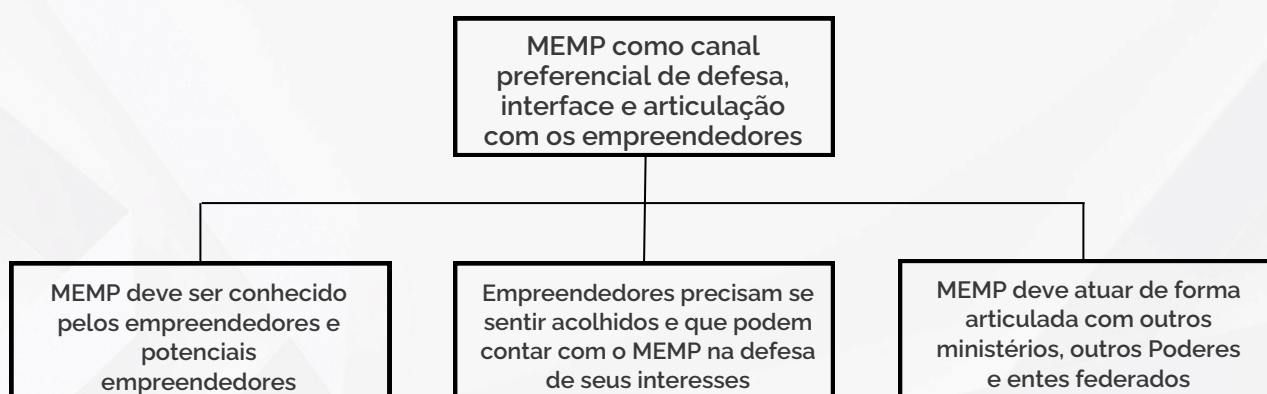 MEMP como canal
preferencial de defesa,
interface e articulação
com os empreendedores
MEMP deve ser conhecido
pelos empreendedores e
potenciais
empreendedores
Empreendedores precisam se
sentir acolhidos e que podem
contar com o MEMP na defesa
de seus interesses
MEMP deve atuar de forma
articulada com outros
ministérios, outros Poderes
e entes federados